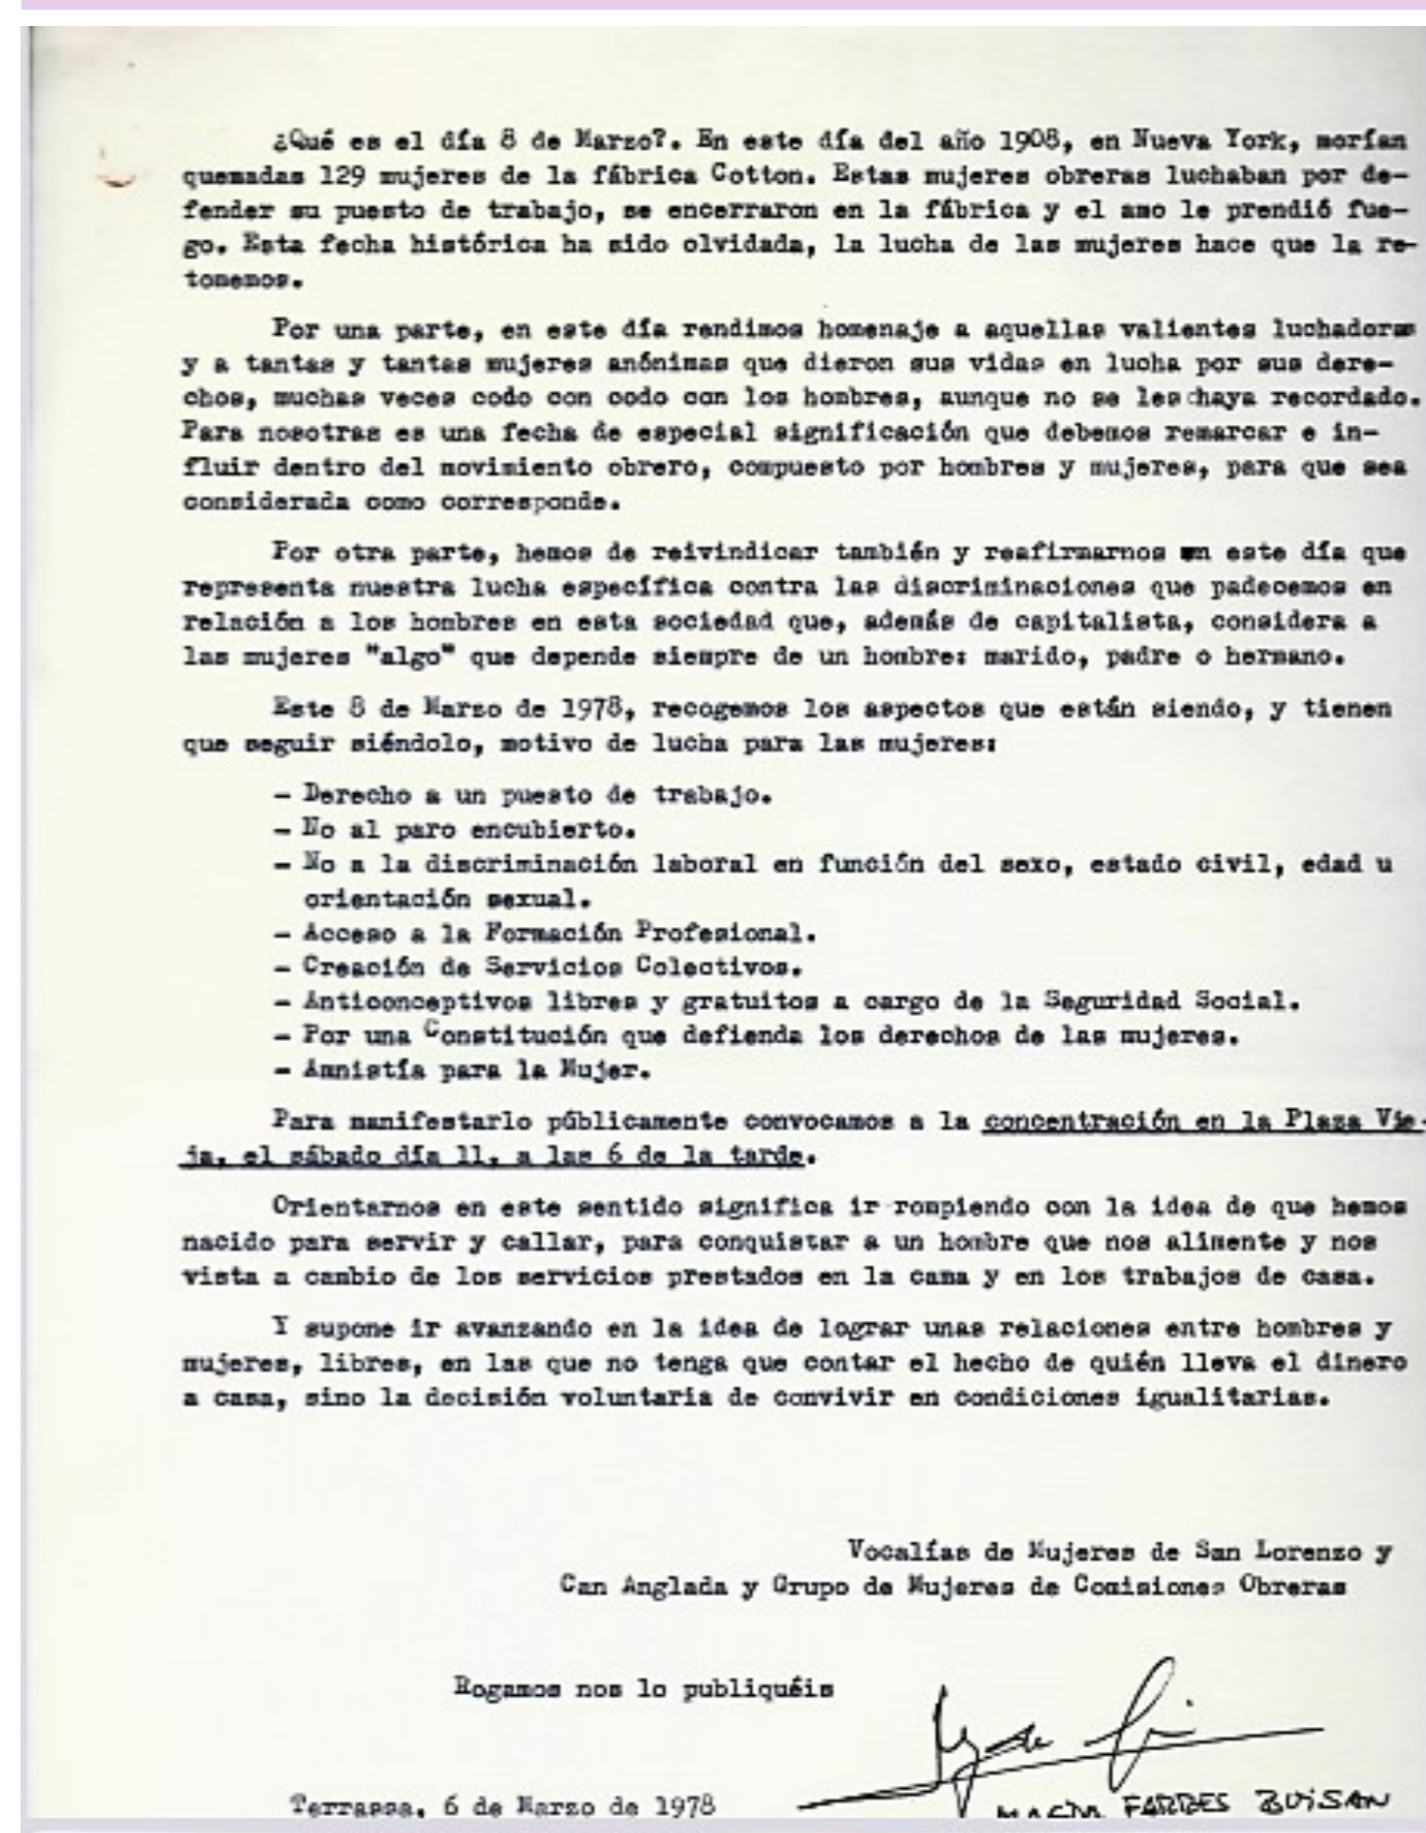 ¿Qué es el día 8 de Marzo?. En este día del año 1908, en Nueva York, morían
quemadas 129 mujeres de la fábrica Cotton. Estas mujeres obreras luchaban por de-
fender su puesto de trabajo, se encerraron en la fábrica y el amo le prendió fue-
go. Esta fecha histórica ha sido olvidada, la lucha de las mujeres hace que la re-
tomemos.
Por una parte, en este día rendimos homenaje a aquellas valientes luchadoras
y a tantas y tantas mujeres anónimas que dieron sus vidas en lucha por sus dere-
chos, muchas veces codo con codo con los hombres, aunque no se les haya recordado.
Para nosotras es una fecha de especial significación que debemos remarcar e in-
fluir dentro del movimiento obrero, compuesto por hombres y mujeres, para que sea
considerada como corresponde.
Por otra parte, hemos de reivindicar también y reafirmarnos en este día que
representa nuestra lucha específica contra las discriminaciones que padecemos en
relación a los hombres en esta sociedad que, además de capitalista, considera a
las mujeres "algo" que depende siempre de un hombre: marido, padre o hermano.
Este 8 de Marzo de 1978, recogemos los aspectos que están siendo, y tienen
que seguir siéndolo, motivo de lucha para las mujeres:
- Derecho a un puesto de trabajo.
- No al paro encubierto.
- No a la discriminación laboral en función del sexo, estado civil, edad u
orientación sexual.
- Acceso a la Formación Profesional.
- Creación de Servicios Colectivos.
- Anticonceptivos libres y gratuitos a cargo de la Seguridad Social.
- Por una Constitución que defienda los derechos de las mujeres.
- Amnistía para la Mujer.
Para manifestarlo públicamente convocamos a la concentración en la Plaza Vie-
ja, el sábado día 11, a las 6 de la tarde.
Orientarnos en este sentido significa ir rompiendo con la idea de que hemos
nacido para servir y callar, para conquistar a un hombre que nos alimente y nos
vista a cambio de los servicios prestados en la cama y en los trabajos de casa.
Y supone ir avanzando en la idea de lograr unas relaciones entre hombres y
mujeres, libres, en las que no tenga que contar el hecho de quién lleva el dinero
a casa, sino la decisión voluntaria de convivir en condiciones igualitarias.
Vocalías de Mujeres de San Lorenzo y
Can Anglada y Grupo de Mujeres de Comisiones Obreras
Rogamos nos lo publiquéis
Terrassa, 6 de Marzo de 1978
FARRES BUISAN